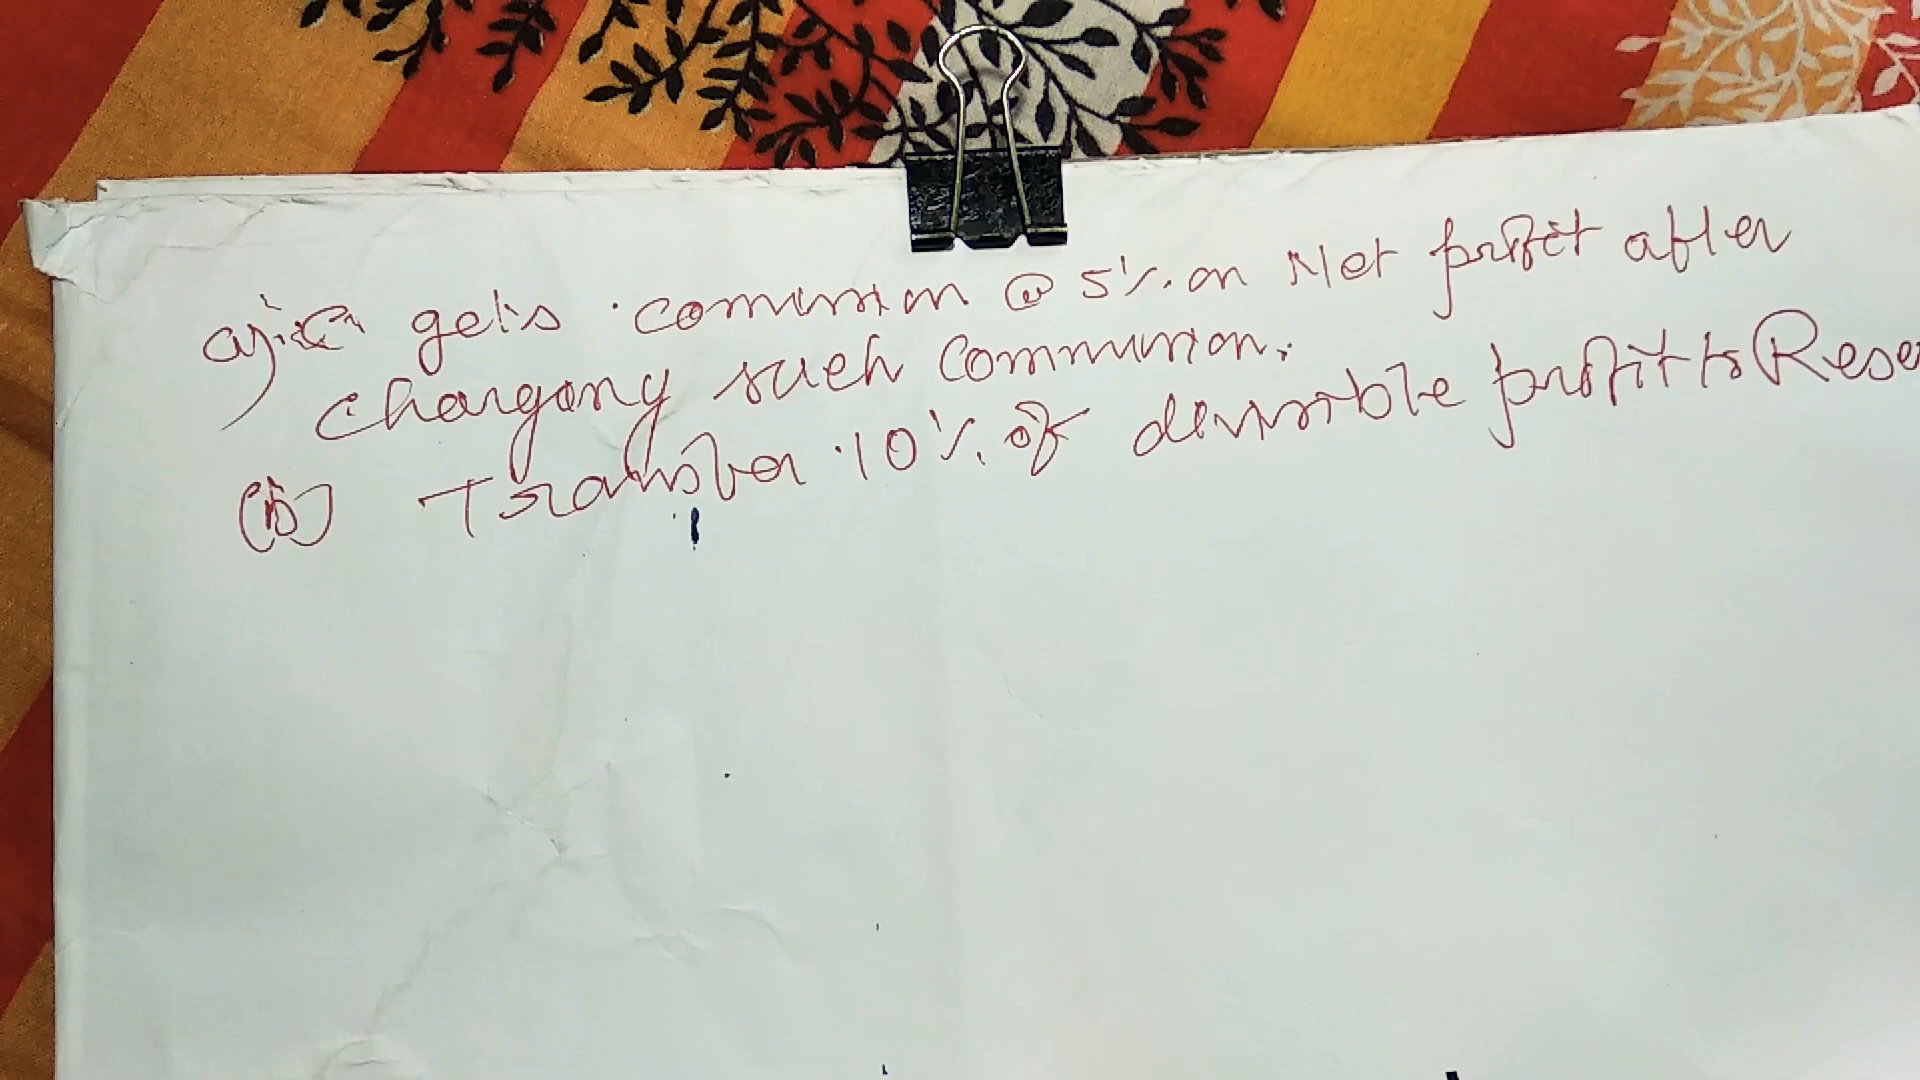 gets commission @ 5% on Net profit after
charging such Commission.
Transfer 10% of divisible profit to Rese